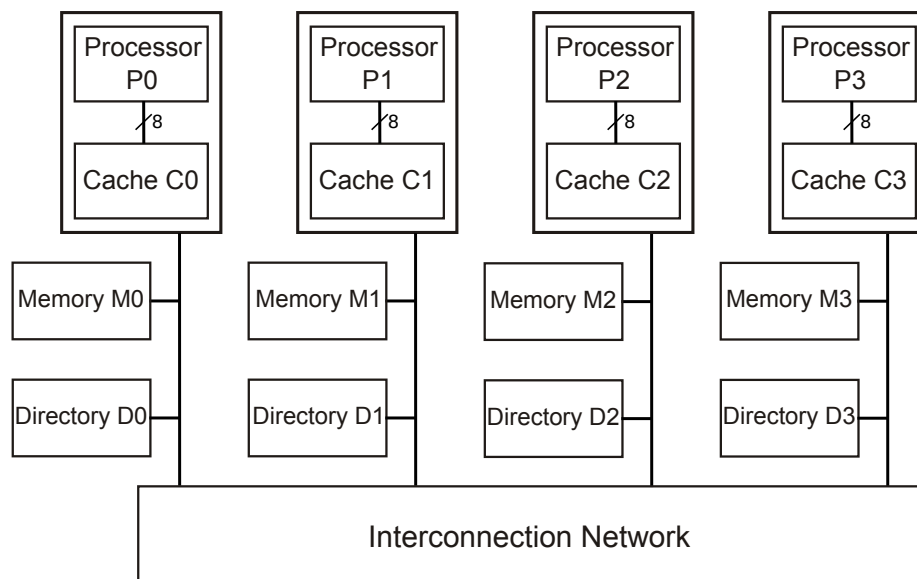 Processor
P0
8
Cache C0
Processor
P1
8
Cache C1
Processor
P2
8
Cache C2
Processor
P3
8
Cache C3
Memory M0
Memory M1
Memory M2
Memory M3
Directory D0
Directory D1
Directory D2
Directory D3
Interconnection Network